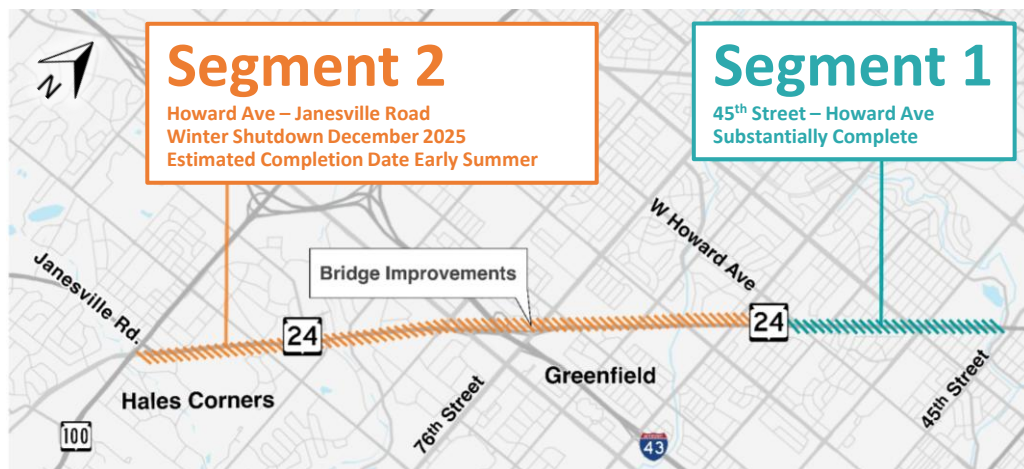 N
Segment 2
Howard Ave – Janesville Road
Winter Shutdown December 2025
Estimated Completion Date Early Summer
Segment 1
45th Street – Howard Ave
Substantially Complete
W Howard Ave
Janesville Rd.
Bridge Improvements
24
24
Hales Corners
Greenfield
76th Street
45th Street
100
43